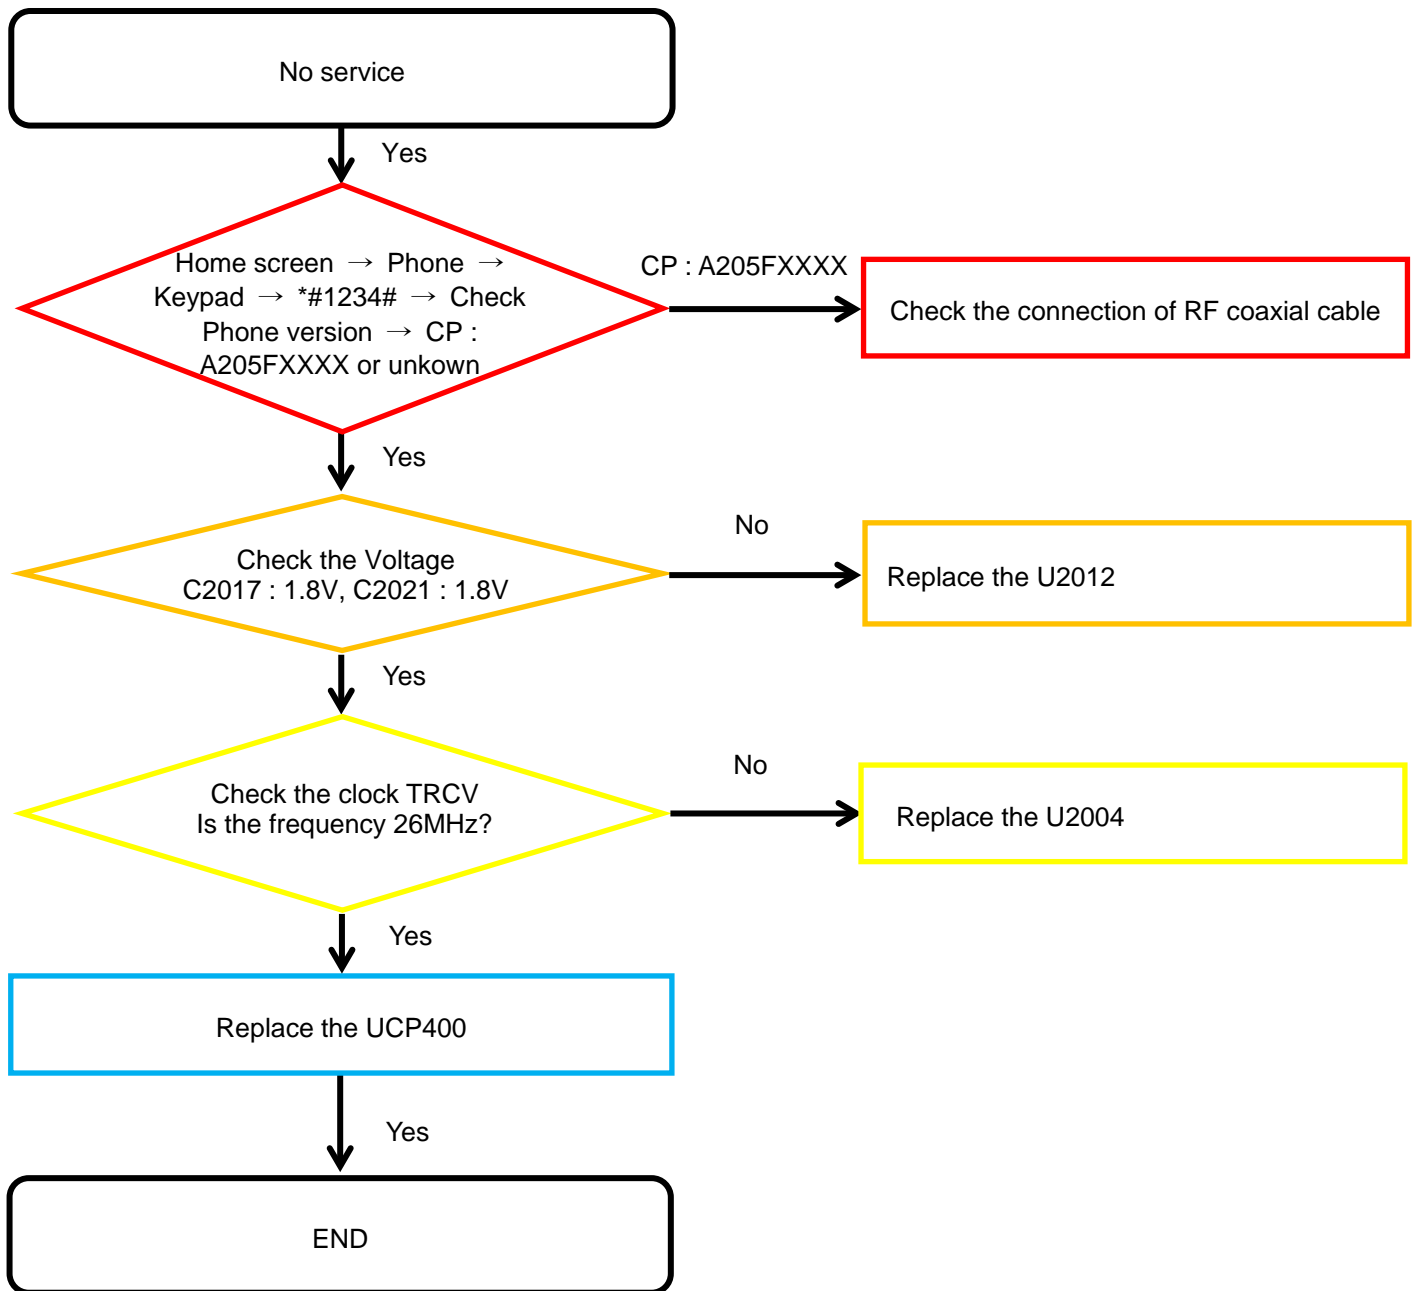 No service
Yes
Home screen → Phone →
Keypad → *#1234# → Check
Phone version → CP :
A205FXXXX or unkown
CP : A205FXXXX
Check the connection of RF coaxial cable
Yes
Check the Voltage
C2017 : 1.8V, C2021 : 1.8V
No
Replace the U2012
Yes
Check the clock TRCV
Is the frequency 26MHz?
No
Replace the U2004
Yes
Replace the UCP400
Yes
END